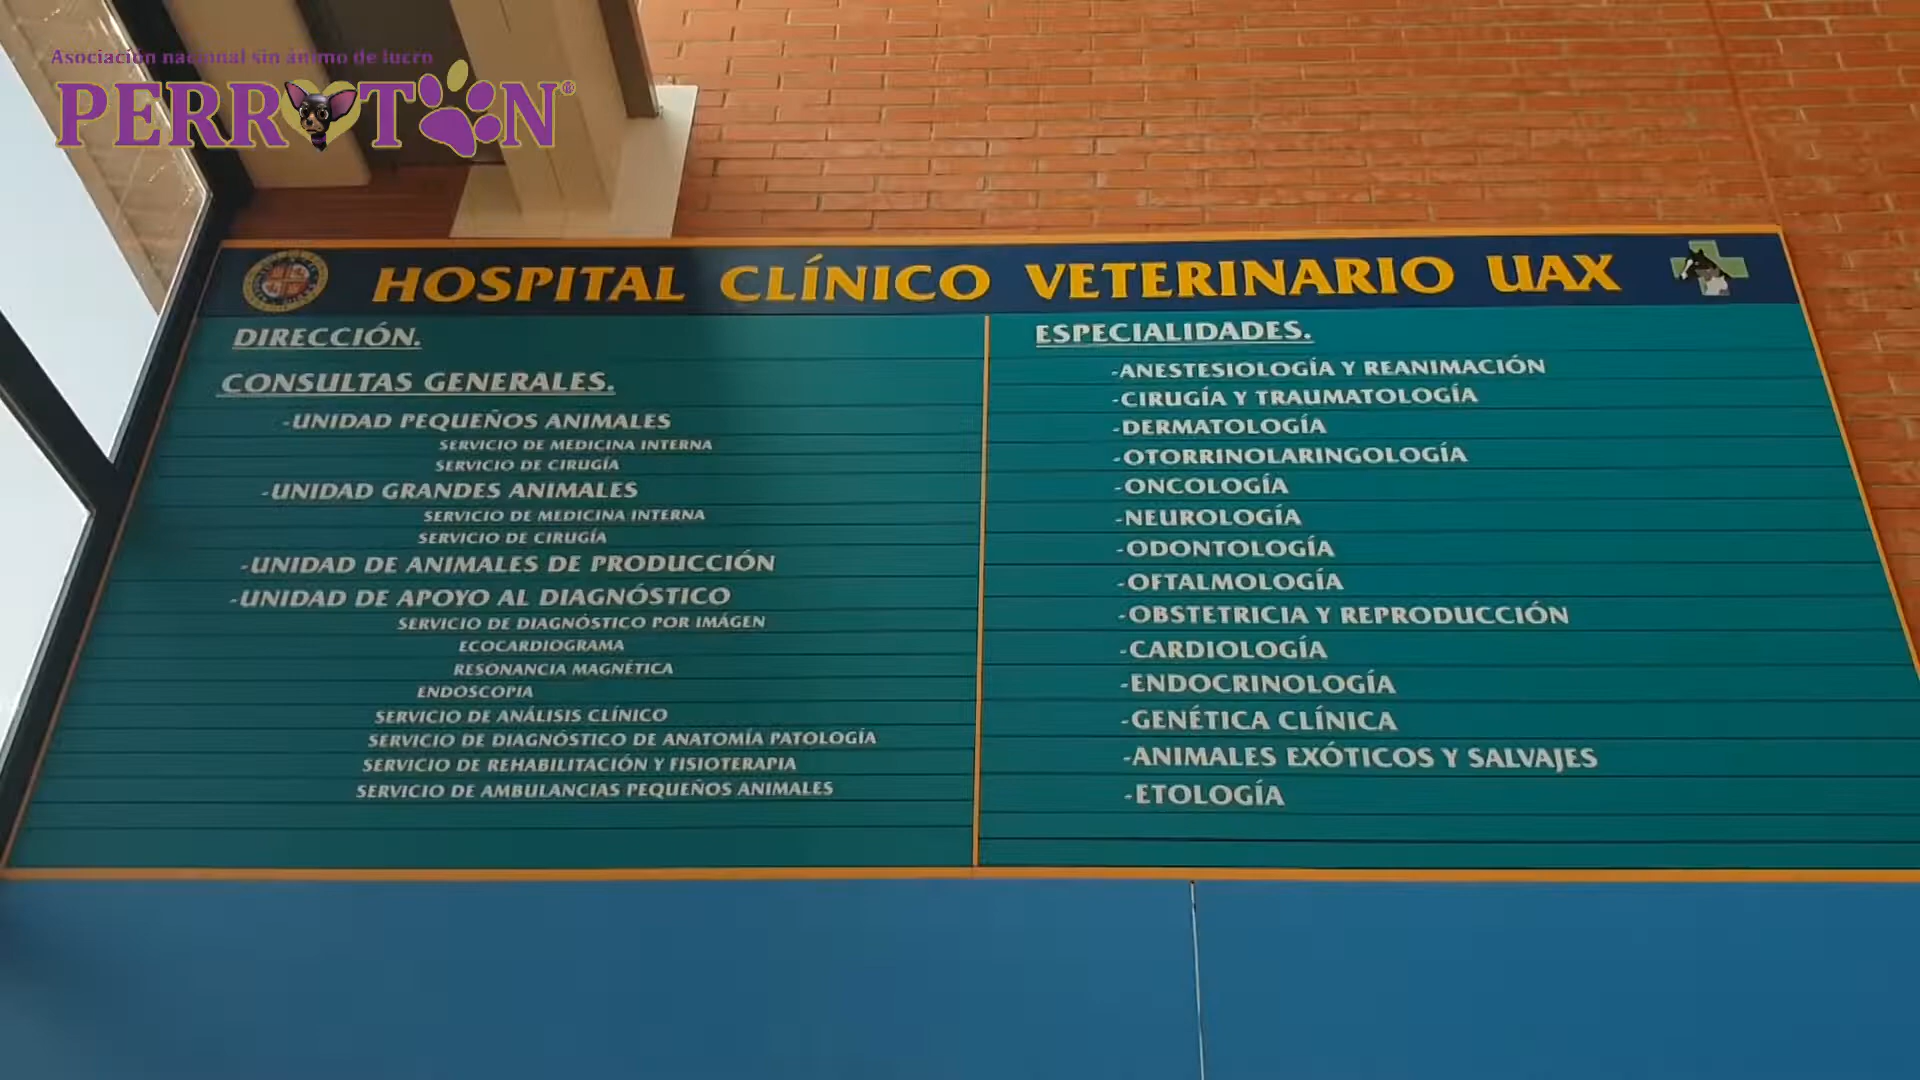 Asociación nacional sin ánimo de lucro
PERROTON®
HOSPITAL CLÍNICO VETERINARIO UAX
DIRECCIÓN.
CONSULTAS GENERALES.
-UNIDAD PEQUEÑOS ANIMALES
SERVICIO DE MEDICINA INTERNA
SERVICIO DE CIRUGÍA
-UNIDAD GRANDES ANIMALES
SERVICIO DE MEDICINA INTERNA
SERVICIO DE CIRUGÍA
-UNIDAD DE ANIMALES DE PRODUCCIÓN
-UNIDAD DE APOYO AL DIAGNÓSTICO
SERVICIO DE DIAGNÓSTICO POR IMÁGEN
ECOCARDIOGRAMA
RESONANCIA MAGNÉTICA
ENDOSCOPIA
SERVICIO DE ANÁLISIS CLÍNICO
SERVICIO DE DIAGNÓSTICO DE ANATOMÍA PATOLOGÍA
SERVICIO DE REHABILITACIÓN Y FISIOTERAPIA
SERVICIO DE AMBULANCIAS PEQUEÑOS ANIMALES
ESPECIALIDADES.
-ANESTESIOLOGÍA Y REANIMACIÓN
-CIRUGÍA Y TRAUMATOLOGÍA
-DERMATOLOGÍA
-OTORRINOLARINGOLOGÍA
-ONCOLOGÍA
-NEUROLOGÍA
-ODONTOLOGÍA
-OFTALMOLOGÍA
-OBSTETRICIA Y REPRODUCCIÓN
-CARDIOLOGÍA
-ENDOCRINOLOGÍA
-GENÉTICA CLÍNICA
-ANIMALES EXÓTICOS Y SALVAJES
-ETOLOGÍA